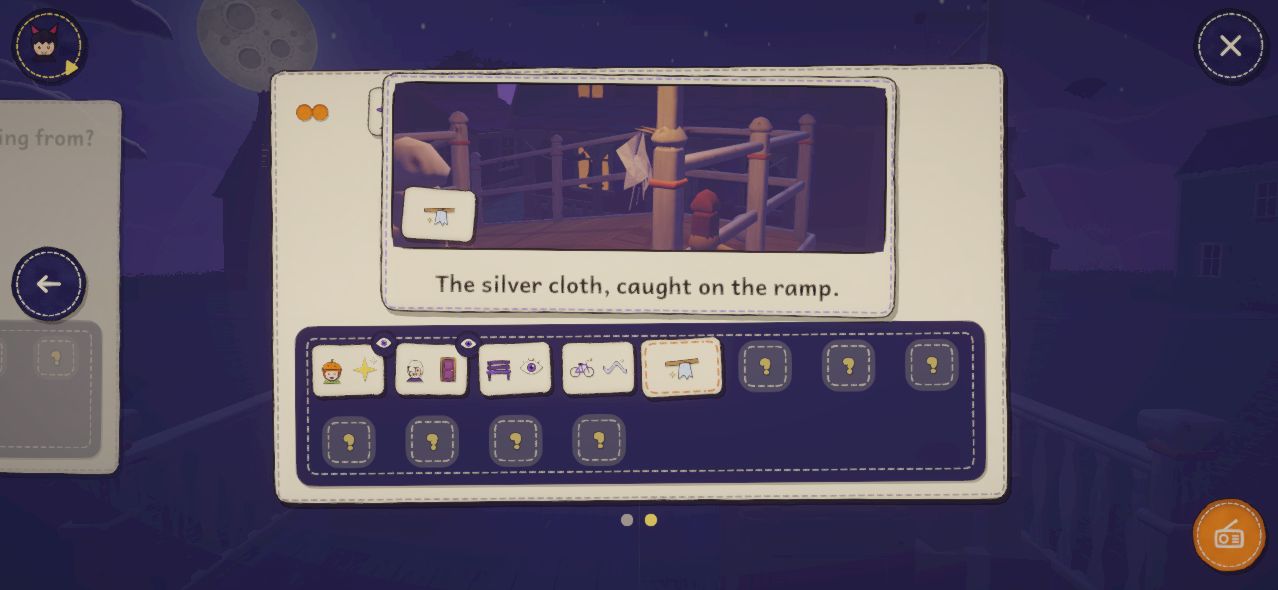 ing from?
The silver cloth, caught on the ramp.
? ? ? ?
? ? ? ?